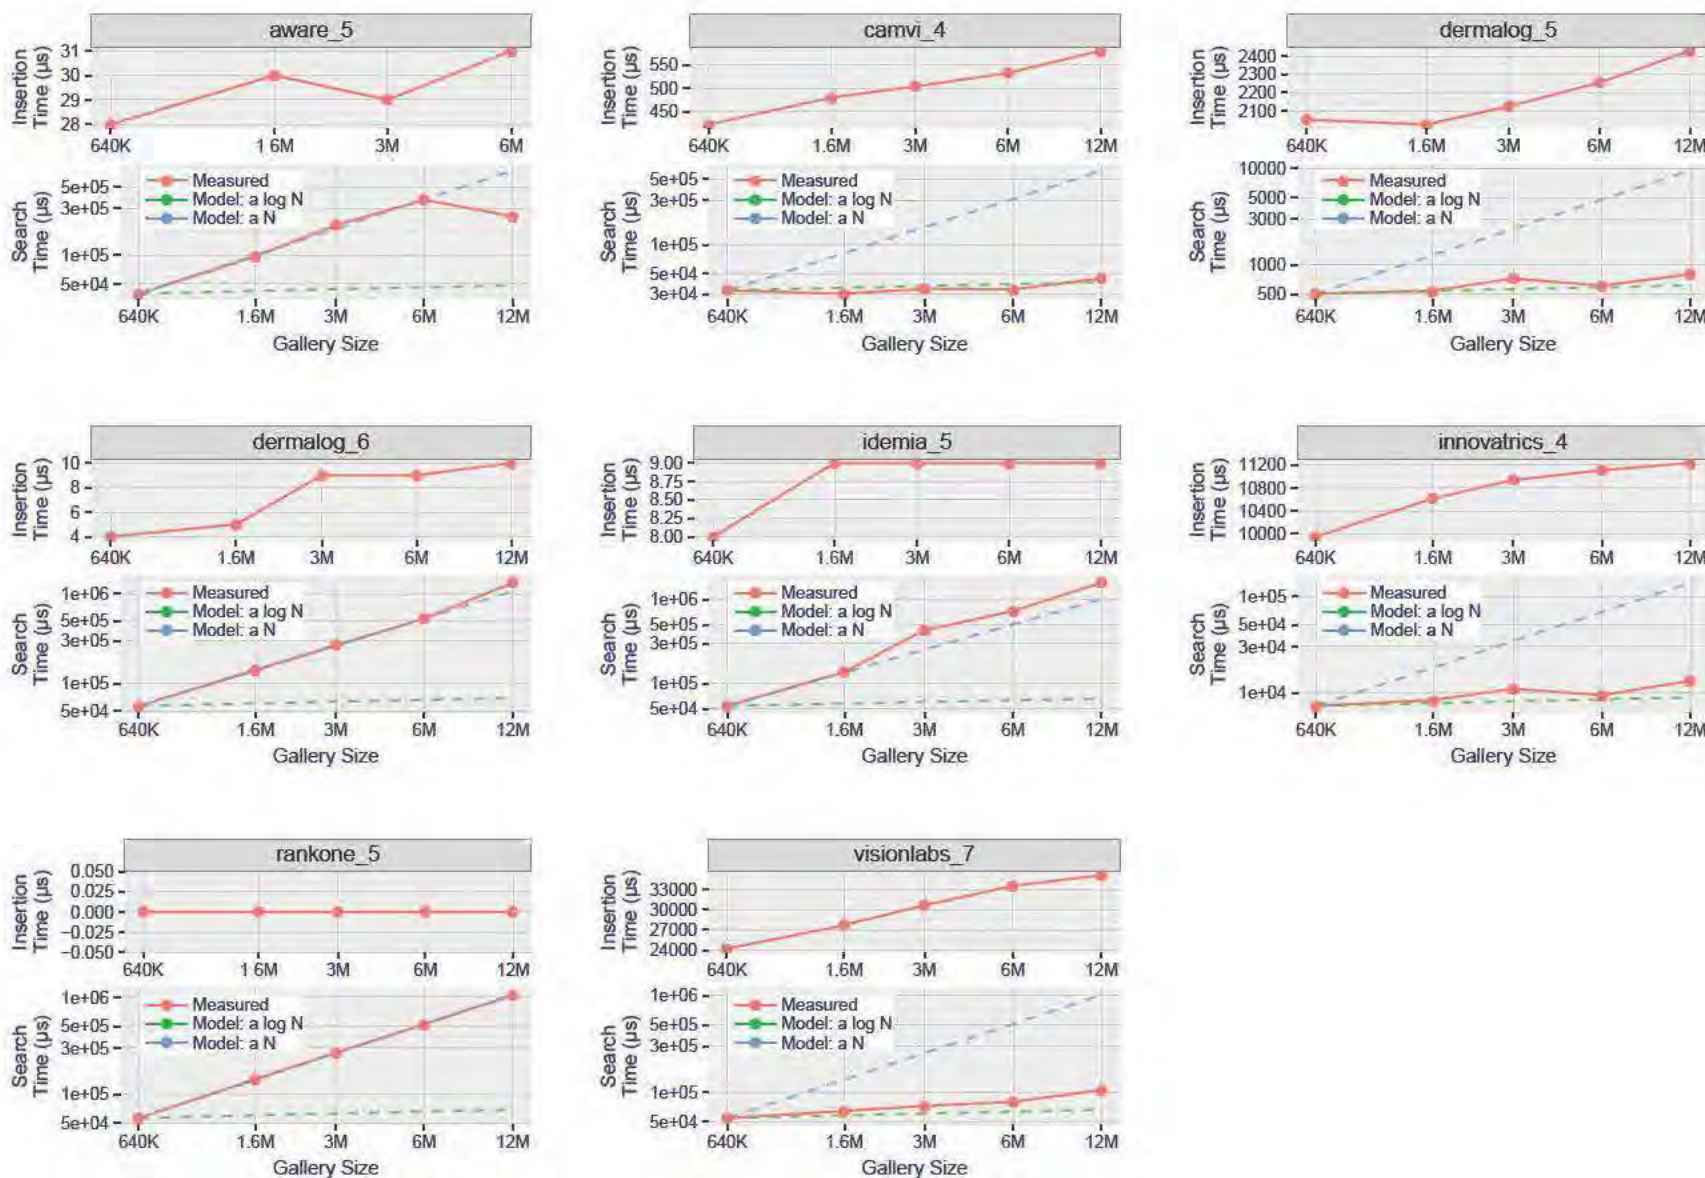 aware_5
Insertion
Time (µs)
31
30
29
28
640K 1.6M 3M 6M
Search
Time (µs)
5e+05
3e+05
1e+05
5e+04
Measured
Model: a log N
Model: a N
640K 1.6M 3M 6M 12M
Gallery Size
camvi_4
Insertion
Time (µs)
550
500
450
640K 1.6M 3M 6M 12M
Search
Time (µs)
5e+05
3e+05
1e+05
5e+04
3e+04
Measured
Model: a log N
Model: a N
640K 1.6M 3M 6M 12M
Gallery Size
dermalog_5
Insertion
Time (µs)
2400
2300
2200
2100
640K 1.6M 3M 6M 12M
Search
Time (µs)
10000
5000
3000
1000
500
Measured
Model: a log N
Model: a N
640K 1.6M 3M 6M 12M
Gallery Size
dermalog_6
Insertion
Time (µs)
10
8
6
4
640K 1.6M 3M 6M 12M
Search
Time (µs)
1e+06
5e+05
3e+05
1e+05
5e+04
Measured
Model: a log N
Model: a N
640K 1.6M 3M 6M 12M
Gallery Size
idemia_5
Insertion
Time (µs)
9.00
8.75
8.50
8.25
8.00
640K 1.6M 3M 6M 12M
Search
Time (µs)
1e+06
5e+05
3e+05
1e+05
5e+04
Measured
Model: a log N
Model: a N
640K 1.6M 3M 6M 12M
Gallery Size
innovatrics_4
Insertion
Time (µs)
11200
10800
10400
10000
640K 1.6M 3M 6M 12M
Search
Time (µs)
1e+05
5e+04
3e+04
1e+04
Measured
Model: a log N
Model: a N
640K 1.6M 3M 6M 12M
Gallery Size
rankone_5
Insertion
Time (µs)
0.050
0.025
0.000
−0.025
−0.050
640K 1.6M 3M 6M 12M
Search
Time (µs)
1e+06
5e+05
3e+05
1e+05
5e+04
Measured
Model: a log N
Model: a N
640K 1.6M 3M 6M 12M
Gallery Size
visionlabs_7
Insertion
Time (µs)
33000
30000
27000
24000
640K 1.6M 3M 6M 12M
Search
Time (µs)
1e+06
5e+05
3e+05
1e+05
5e+04
Measured
Model: a log N
Model: a N
640K 1.6M 3M 6M 12M
Gallery Size